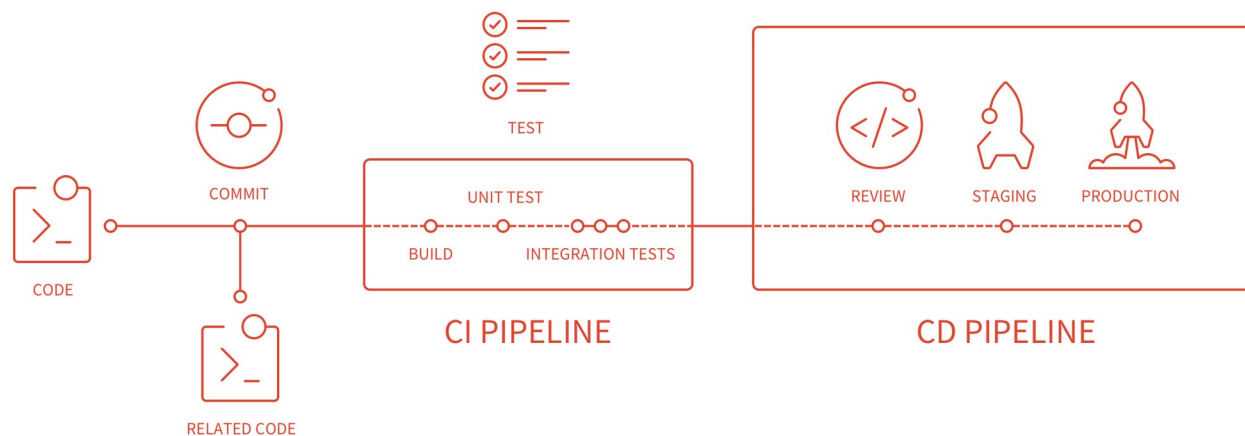 TEST
COMMIT
REVIEW
STAGING
PRODUCTION
UNIT TEST
BUILD
INTEGRATION TESTS
CODE
CI PIPELINE
CD PIPELINE
RELATED CODE